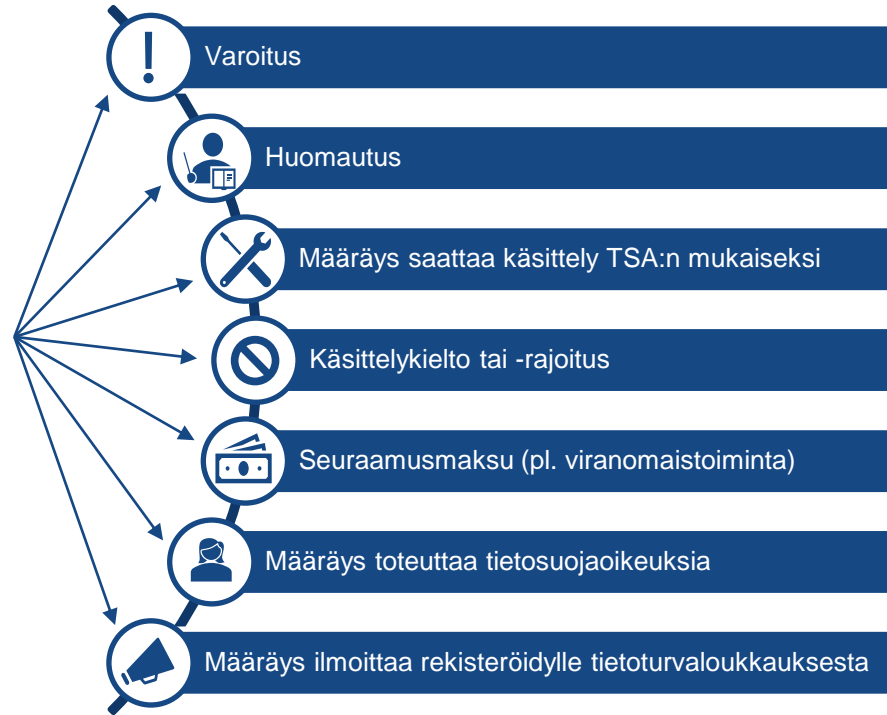 Varoitus
Huomautus
Määräys saattaa käsittely TSA:n mukaiseksi
Käsittelykielto tai -rajoitus
Seuraamusmaksu (pl. viranomaistoiminta)
Määräys toteuttaa tietosuojaoikeuksia
Määräys ilmoittaa rekisteröidylle tietoturvaloukkauksesta